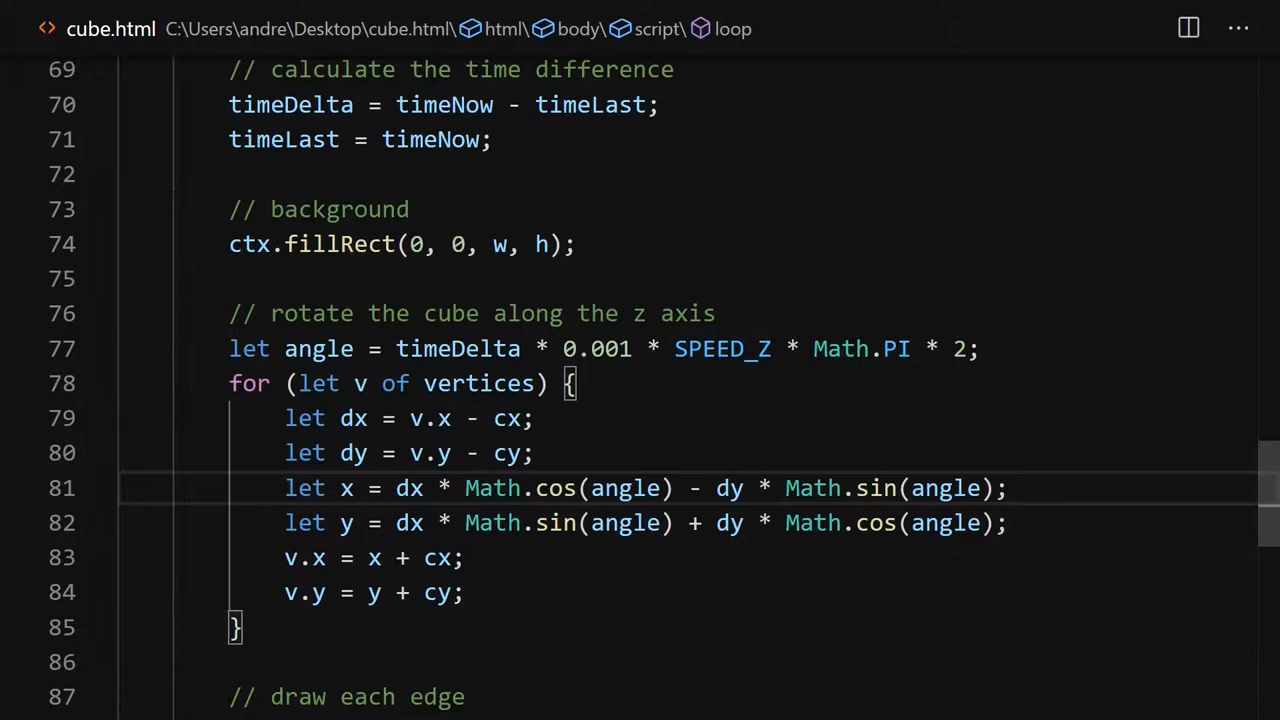 cube.html C:\Users\andre\Desktop\cube.html\html\body\script\loop
69 // calculate the time difference
70 timeDelta = timeNow - timeLast;
71 timeLast = timeNow;
72
73 // background
74 ctx.fillRect(0, 0, w, h);
75
76 // rotate the cube along the z axis
77 let angle = timeDelta * 0.001 * SPEED_Z * Math.PI * 2;
78 for (let v of vertices) {
79 let dx = v.x - cx;
80 let dy = v.y - cy;
81 let x = dx * Math.cos(angle) - dy * Math.sin(angle);
82 let y = dx * Math.sin(angle) + dy * Math.cos(angle);
83 v.x = x + cx;
84 v.y = y + cy;
85 }
86
87 // draw each edge